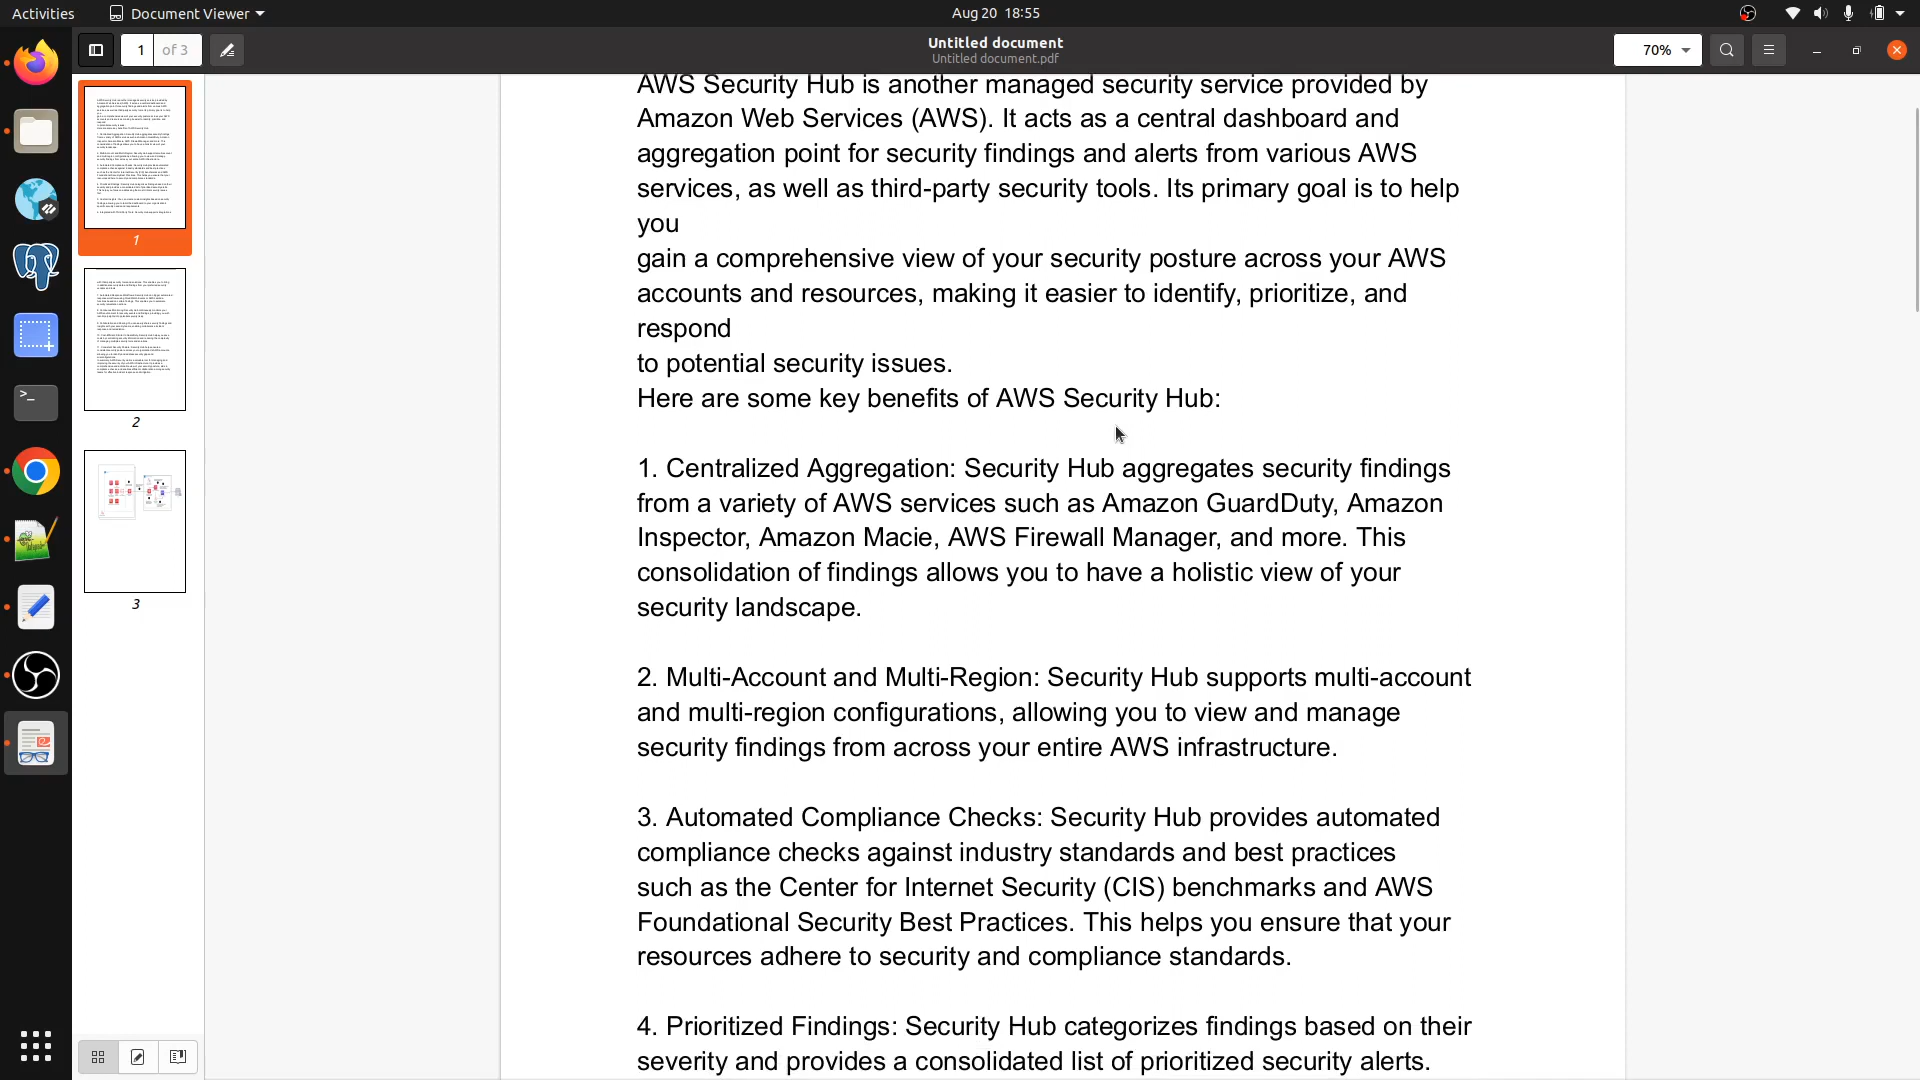 Activities
Document Viewer
Aug 20 18:55
1 of 3
Untitled document
Untitled document.pdf
70%
1
2
3
AWS Security Hub is another managed security service provided by
Amazon Web Services (AWS). It acts as a central dashboard and
aggregation point for security findings and alerts from various AWS
services, as well as third-party security tools. Its primary goal is to help
you
gain a comprehensive view of your security posture across your AWS
accounts and resources, making it easier to identify, prioritize, and
respond
to potential security issues.
Here are some key benefits of AWS Security Hub:
1. Centralized Aggregation: Security Hub aggregates security findings
from a variety of AWS services such as Amazon GuardDuty, Amazon
Inspector, Amazon Macie, AWS Firewall Manager, and more. This
consolidation of findings allows you to have a holistic view of your
security landscape.
2. Multi-Account and Multi-Region: Security Hub supports multi-account
and multi-region configurations, allowing you to view and manage
security findings from across your entire AWS infrastructure.
3. Automated Compliance Checks: Security Hub provides automated
compliance checks against industry standards and best practices
such as the Center for Internet Security (CIS) benchmarks and AWS
Foundational Security Best Practices. This helps you ensure that your
resources adhere to security and compliance standards.
4. Prioritized Findings: Security Hub categorizes findings based on their
severity and provides a consolidated list of prioritized security alerts.